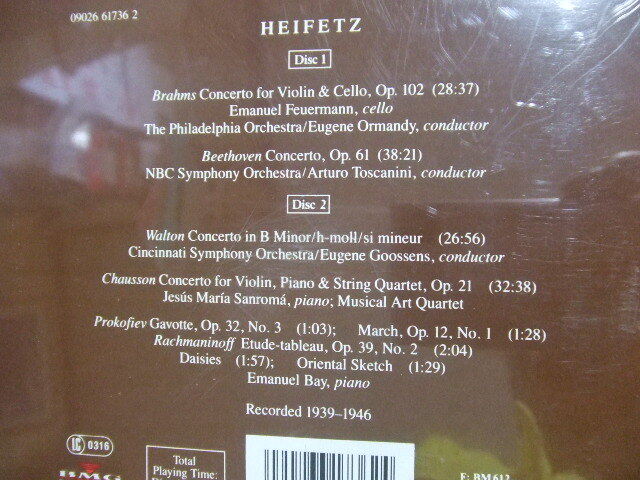 09026 61736 2
HEIFETZ
Disc 1
Brahms Concerto for Violin & Cello, Op. 102 (28:37)
Emanuel Feuermann, cello
The Philadelphia Orchestra/Eugene Ormandy, conductor
Beethoven Concerto, Op. 61 (38:21)
NBC Symphony Orchestra/Arturo Toscanini, conductor
Disc 2
Walton Concerto in B Minor/h-moll/si mineur (26:56)
Cincinnati Symphony Orchestra/Eugene Goossens, conductor
Chausson Concerto for Violin, Piano & String Quartet, Op. 21 (32:38)
Jesús María Sanromá, piano; Musical Art Quartet
Prokofiev Gavotte, Op. 32, No. 3 (1:03); March, Op. 12, No. 1 (1:28)
Rachmaninoff Etude-tableau, Op. 39, No. 2 (2:04)
Daisies (1:57); Oriental Sketch (1:29)
Emanuel Bay, piano
Recorded 1939–1946
LC 0316
BMG
Total
Playing Time:
F: BM 612